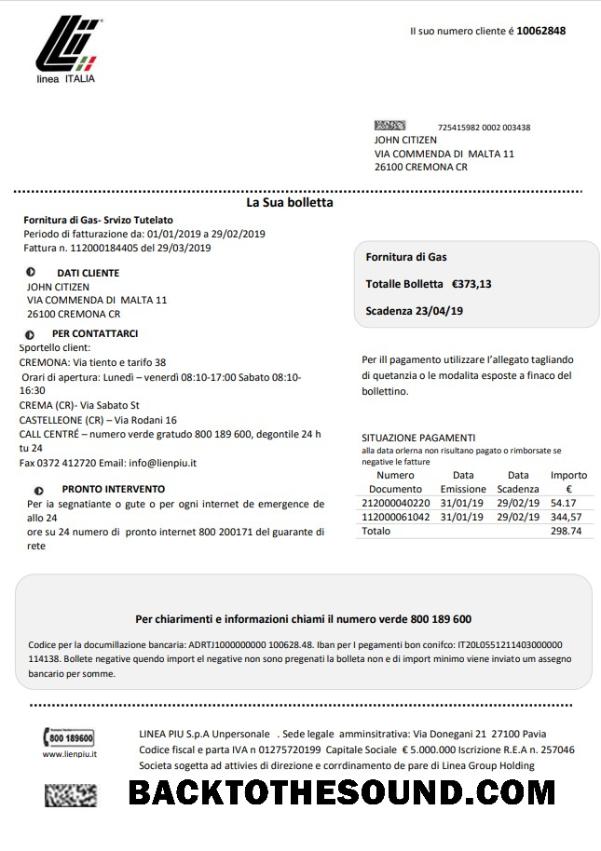 Il suo numero cliente é 10062848
linea ITALIA
725415982 0002 003438
JOHN CITIZEN
VIA COMMENDA DI MALTA 11
26100 CREMONA CR
La Sua bolletta
Fornitura di Gas- Srvizo Tutelato
Periodo di fatturazione da: 01/01/2019 a 29/02/2019
Fattura n. 112000184405 del 29/03/2019
DATI CLIENTE
JOHN CITIZEN
VIA COMMENDA DI MALTA 11
26100 CREMONA CR
PER CONTATTARCI
Sportello client:
CREMONA: Via tiento e tarifo 38
Orari di apertura: Lunedì – venerdì 08:10-17:00 Sabato 08:10-
16:30
CREMA (CR)- Via Sabato St
CASTELLEONE (CR) – Via Rodani 16
CALL CENTRÉ – numero verde gratudo 800 189 600, degontile 24 h
tu 24
Fax 0372 412720 Email: info@lienpiu.it
PRONTO INTERVENTO
Per ia segnatiante o gute o per ogni internet de emergence de
allo 24
ore su 24 numero di pronto internet 800 200171 del guarante di
rete
Fornitura di Gas
Totalle Bolletta €373,13
Scadenza 23/04/19
Per ill pagamento utilizzare l'allegato tagliando
di quetanzia o le modalita esposte a finaco del
bollettino.
SITUAZIONE PAGAMENTI
alla data orlerna non risultano pagato o rimborsate se
negative le fatture
Numero Data Data Importo
Documento Emissione Scadenza €
212000040220 31/01/19 29/02/19 54.17
112000061042 31/01/19 29/02/19 344,57
Totalo 298.74
Per chiarimenti e informazioni chiami il numero verde 800 189 600
Codice per la documillazione bancaria: ADRTJ1000000000 100628.48. Iban per I pegamenti bon conifco: IT20L0551211403000000
114138. Bollete negative quendo import el negative non sono pregenati la bolleta non e di import minimo viene inviato um assegno
bancario per somme.
800 189600
www.lienpiu.it
LINEA PIU S.p.A Unpersonale . Sede legale amminsitrativa: Via Donegani 21 27100 Pavia
Codice fiscal e parta IVA n 01275720199 Capitale Sociale € 5.000.000 Iscrizione R.E.A n. 257046
Societa sogetta ad attivies di direzione e corrdinamento de pare di Linea Group Holding
BACKTOTHESOUND.COM